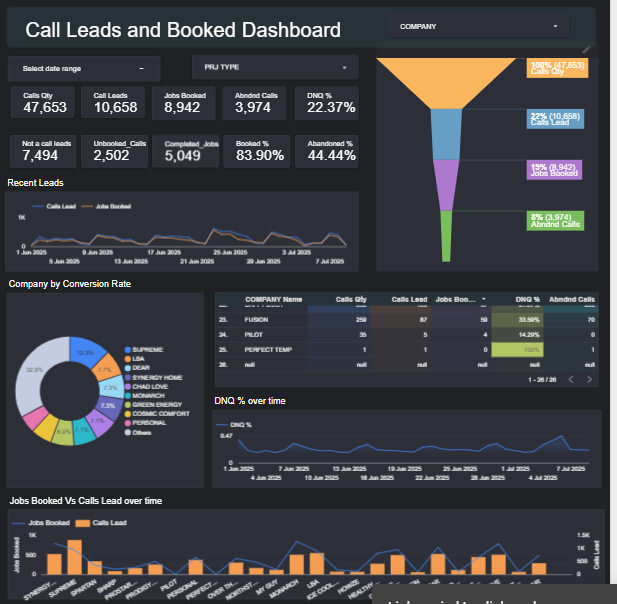 Call Leads and Booked Dashboard
COMPANY
Select date range
PRJ TYPE
Calls Qty
47,653
Call Leads
10,658
Jobs Booked
8,942
Abndnd Calls
3,974
DNQ %
22.37%
Not a call leads
7,494
Unbooked_Calls
2,502
Completed_Jobs
5,049
Booked %
83.90%
Abandoned %
44.44%
100% (47,653)
Calls Qty
22% (10,658)
Calls Lead
19% (8,942)
Jobs Booked
8% (3,974)
Abndnd Calls
Recent Leads
Calls Lead
Jobs Booked
1K
0
1 Jun 2025
5 Jun 2025
9 Jun 2025
13 Jun 2025
17 Jun 2025
21 Jun 2025
25 Jun 2025
29 Jun 2025
3 Jul 2025
7 Jul 2025
Company by Conversion Rate
12.3%
7.7%
7.3%
7.3%
7.1%
7.1%
6.9%
32.9%
SUPREME
LBA
DEAR
SYNERGY HOME
CHAO LOVE
MONARCH
GREEN ENERGY
COSMIC COMFORT
PERSONAL
Others
COMPANY Name Calls Qty Calls Lead Jobs Boo... DNQ % Abndnd Calls
23. FUSION 259 87 59 33.59% 70
24. PILOT 35 5 4 14.29% 0
25. PERFECT TEMP 1 1 0 100% 1
26. null null null null null null
1 - 26 / 26
DNQ % over time
DNQ %
8.47
0
1 Jun 2025
4 Jun 2025
7 Jun 2025
10 Jun 2025
13 Jun 2025
16 Jun 2025
19 Jun 2025
22 Jun 2025
25 Jun 2025
28 Jun 2025
1 Jul 2025
4 Jul 2025
7 Jul 2025
Jobs Booked Vs Calls Lead over time
Jobs Booked
Calls Lead
Jobs Booked
1K
500
0
Calls Lead
1.5K
1K
500
0
SYNERGY...
SUPREME
SPARTAN
SHARP
PROSTAR...
PRODIGY...
PILOT
PERSONAL
PERFECT...
OVER TH...
NORTHST...
MY GUY
MONARCH
LBA
ICE COOL...
HOWZE
HEALTHY...